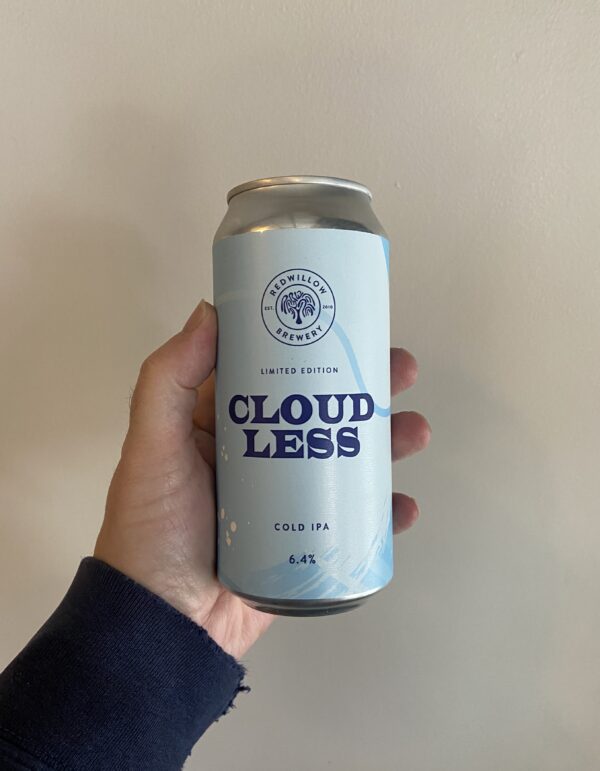 REDWILLOW
EST. 2010
BREWERY
LIMITED EDITION
CLOUD
LESS
COLD IPA
6.4%